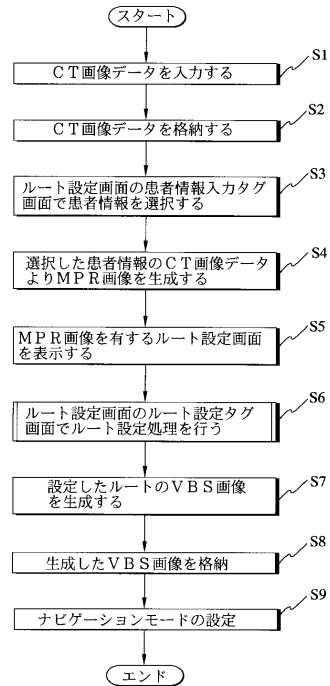 スタート
S1
CT画像データを入力する
S2
CT画像データを格納する
S3
ルート設定画面の患者情報入力タグ
画面で患者情報を選択する
S4
選択した患者情報のCT画像データ
よりMPR画像を生成する
S5
MPR画像を有するルート設定画面
を表示する
S6
ルート設定画面のルート設定タグ
画面でルート設定処理を行う
S7
設定したルートのVBS画像
を生成する
S8
生成したVBS画像を格納
S9
ナビゲーションモードの設定
エンド